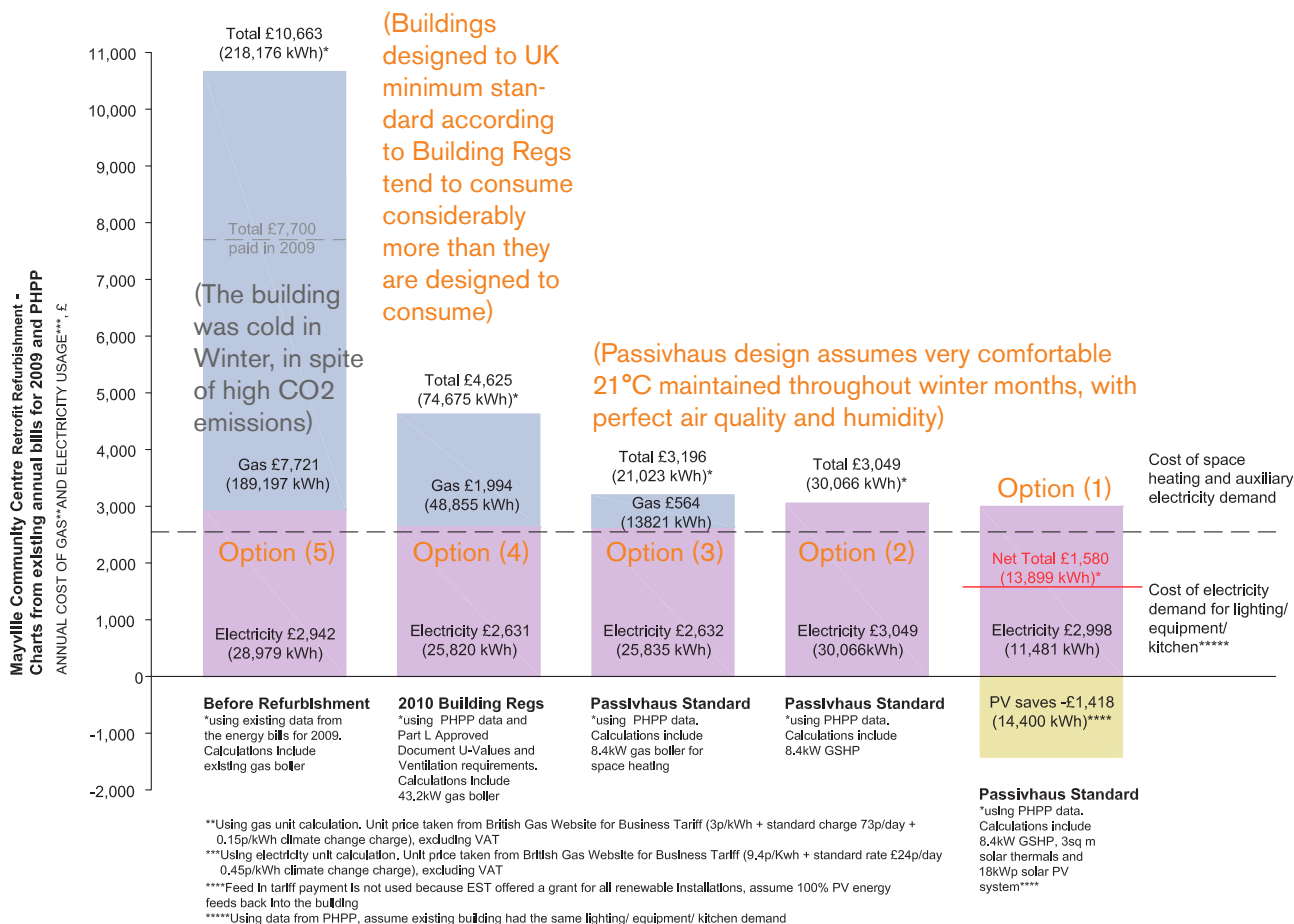 Mayville Community Centre Retrofit Refurbishment -
Charts from existing annual bills for 2009 and PHPP
ANNUAL COST OF GAS**AND ELECTRICITY USAGE***, £
11,000
10,000
9,000
8,000
7,000
6,000
5,000
4,000
3,000
2,000
1,000
0
-1,000
-2,000
Total £10,663
(218,176 kWh)*
Total £7,700
paid in 2009
(The building
was cold in
Winter, in spite
of high CO2
emissions)
Gas £7,721
(189,197 kWh)
Option (5)
Electricity £2,942
(28,979 kWh)
Before Refurbishment
*using existing data from
the energy bills for 2009.
Calculations include
existing gas boiler
(Buildings
designed to UK
minimum stan-
dard according
to Building Regs
tend to consume
considerably
more than they
are designed to
consume)
Total £4,625
(74,675 kWh)*
Gas £1,994
(48,855 kWh)
Option (4)
Electricity £2,631
(25,820 kWh)
2010 Building Regs
*using PHPP data and
Part L Approved
Document U-Values and
Ventilation requirements.
Calculations Include
43.2kW gas boiler
(Passivhaus design assumes very comfortable
21°C maintained throughout winter months, with
perfect air quality and humidity)
Total £3,196
(21,023 kWh)*
Gas £564
(13821 kWh)
Option (3)
Electricity £2,632
(25,835 kWh)
Passivhaus Standard
*using PHPP data.
Calculations include
8.4kW gas boiler for
space heating
Total £3,049
(30,066 kWh)*
Option (2)
Electricity £3,049
(30,066kWh)
Passivhaus Standard
*using PHPP data.
Calculations include
8.4kW GSHP
Option (1)
Net Total £1,580
(13,899 kWh)*
Electricity £2,998
(11,481 kWh)
PV saves -£1,418
(14,400 kWh)****
Passivhaus Standard
*using PHPP data.
Calculations include
8.4kW GSHP, 3sq m
solar thermals and
18kWp solar PV
system****
Cost of space
heating and auxiliary
electricity demand
Cost of electricity
demand for lighting/
equipment/
kitchen*****
**Using gas unit calculation. Unit price taken from British Gas Website for Business Tariff (3p/kWh + standard charge 73p/day +
0.15p/kWh climate change charge), excluding VAT
***Using electricity unit calculation. Unit price taken from British Gas Website for Business Tariff (9.4p/Kwh + standard rate £24p/day
0.45p/kWh climate change charge), excluding VAT
****Feed in tariff payment is not used because EST offered a grant for all renewable installations, assume 100% PV energy
feeds back into the building
*****Using data from PHPP, assume existing building had the same lighting/ equipment/ kitchen demand